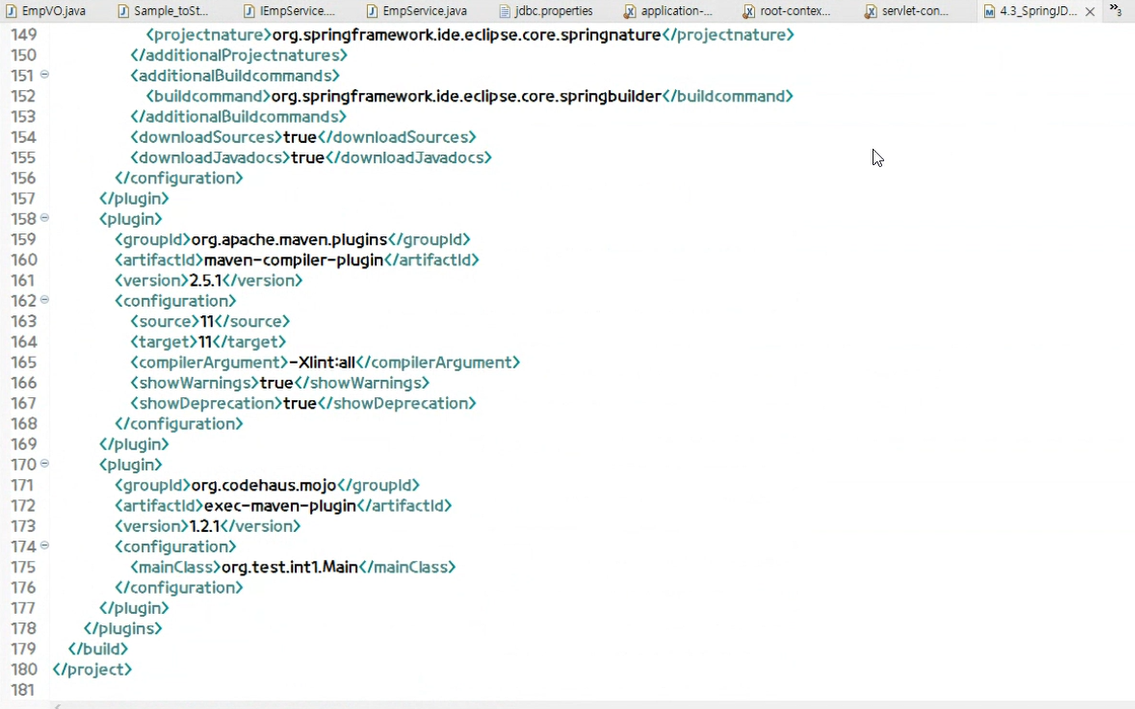 EmpVO.java Sample_toSt... IEmpService.... EmpService.java jdbc.properties application-... root-contex... servlet-con... 4.3_SpringJD... »3
149 <projectnature>org.springframework.ide.eclipse.core.springnature</projectnature>
150 </additionalProjectnatures>
151 <additionalBuildcommands>
152 <buildcommand>org.springframework.ide.eclipse.core.springbuilder</buildcommand>
153 </additionalBuildcommands>
154 <downloadSources>true</downloadSources>
155 <downloadJavadocs>true</downloadJavadocs>
156 </configuration>
157 </plugin>
158 <plugin>
159 <groupId>org.apache.maven.plugins</groupId>
160 <artifactId>maven-compiler-plugin</artifactId>
161 <version>2.5.1</version>
162 <configuration>
163 <source>11</source>
164 <target>11</target>
165 <compilerArgument>-Xlint:all</compilerArgument>
166 <showWarnings>true</showWarnings>
167 <showDeprecation>true</showDeprecation>
168 </configuration>
169 </plugin>
170 <plugin>
171 <groupId>org.codehaus.mojo</groupId>
172 <artifactId>exec-maven-plugin</artifactId>
173 <version>1.2.1</version>
174 <configuration>
175 <mainClass>org.test.int1.Main</mainClass>
176 </configuration>
177 </plugin>
178 </plugins>
179 </build>
180 </project>
181